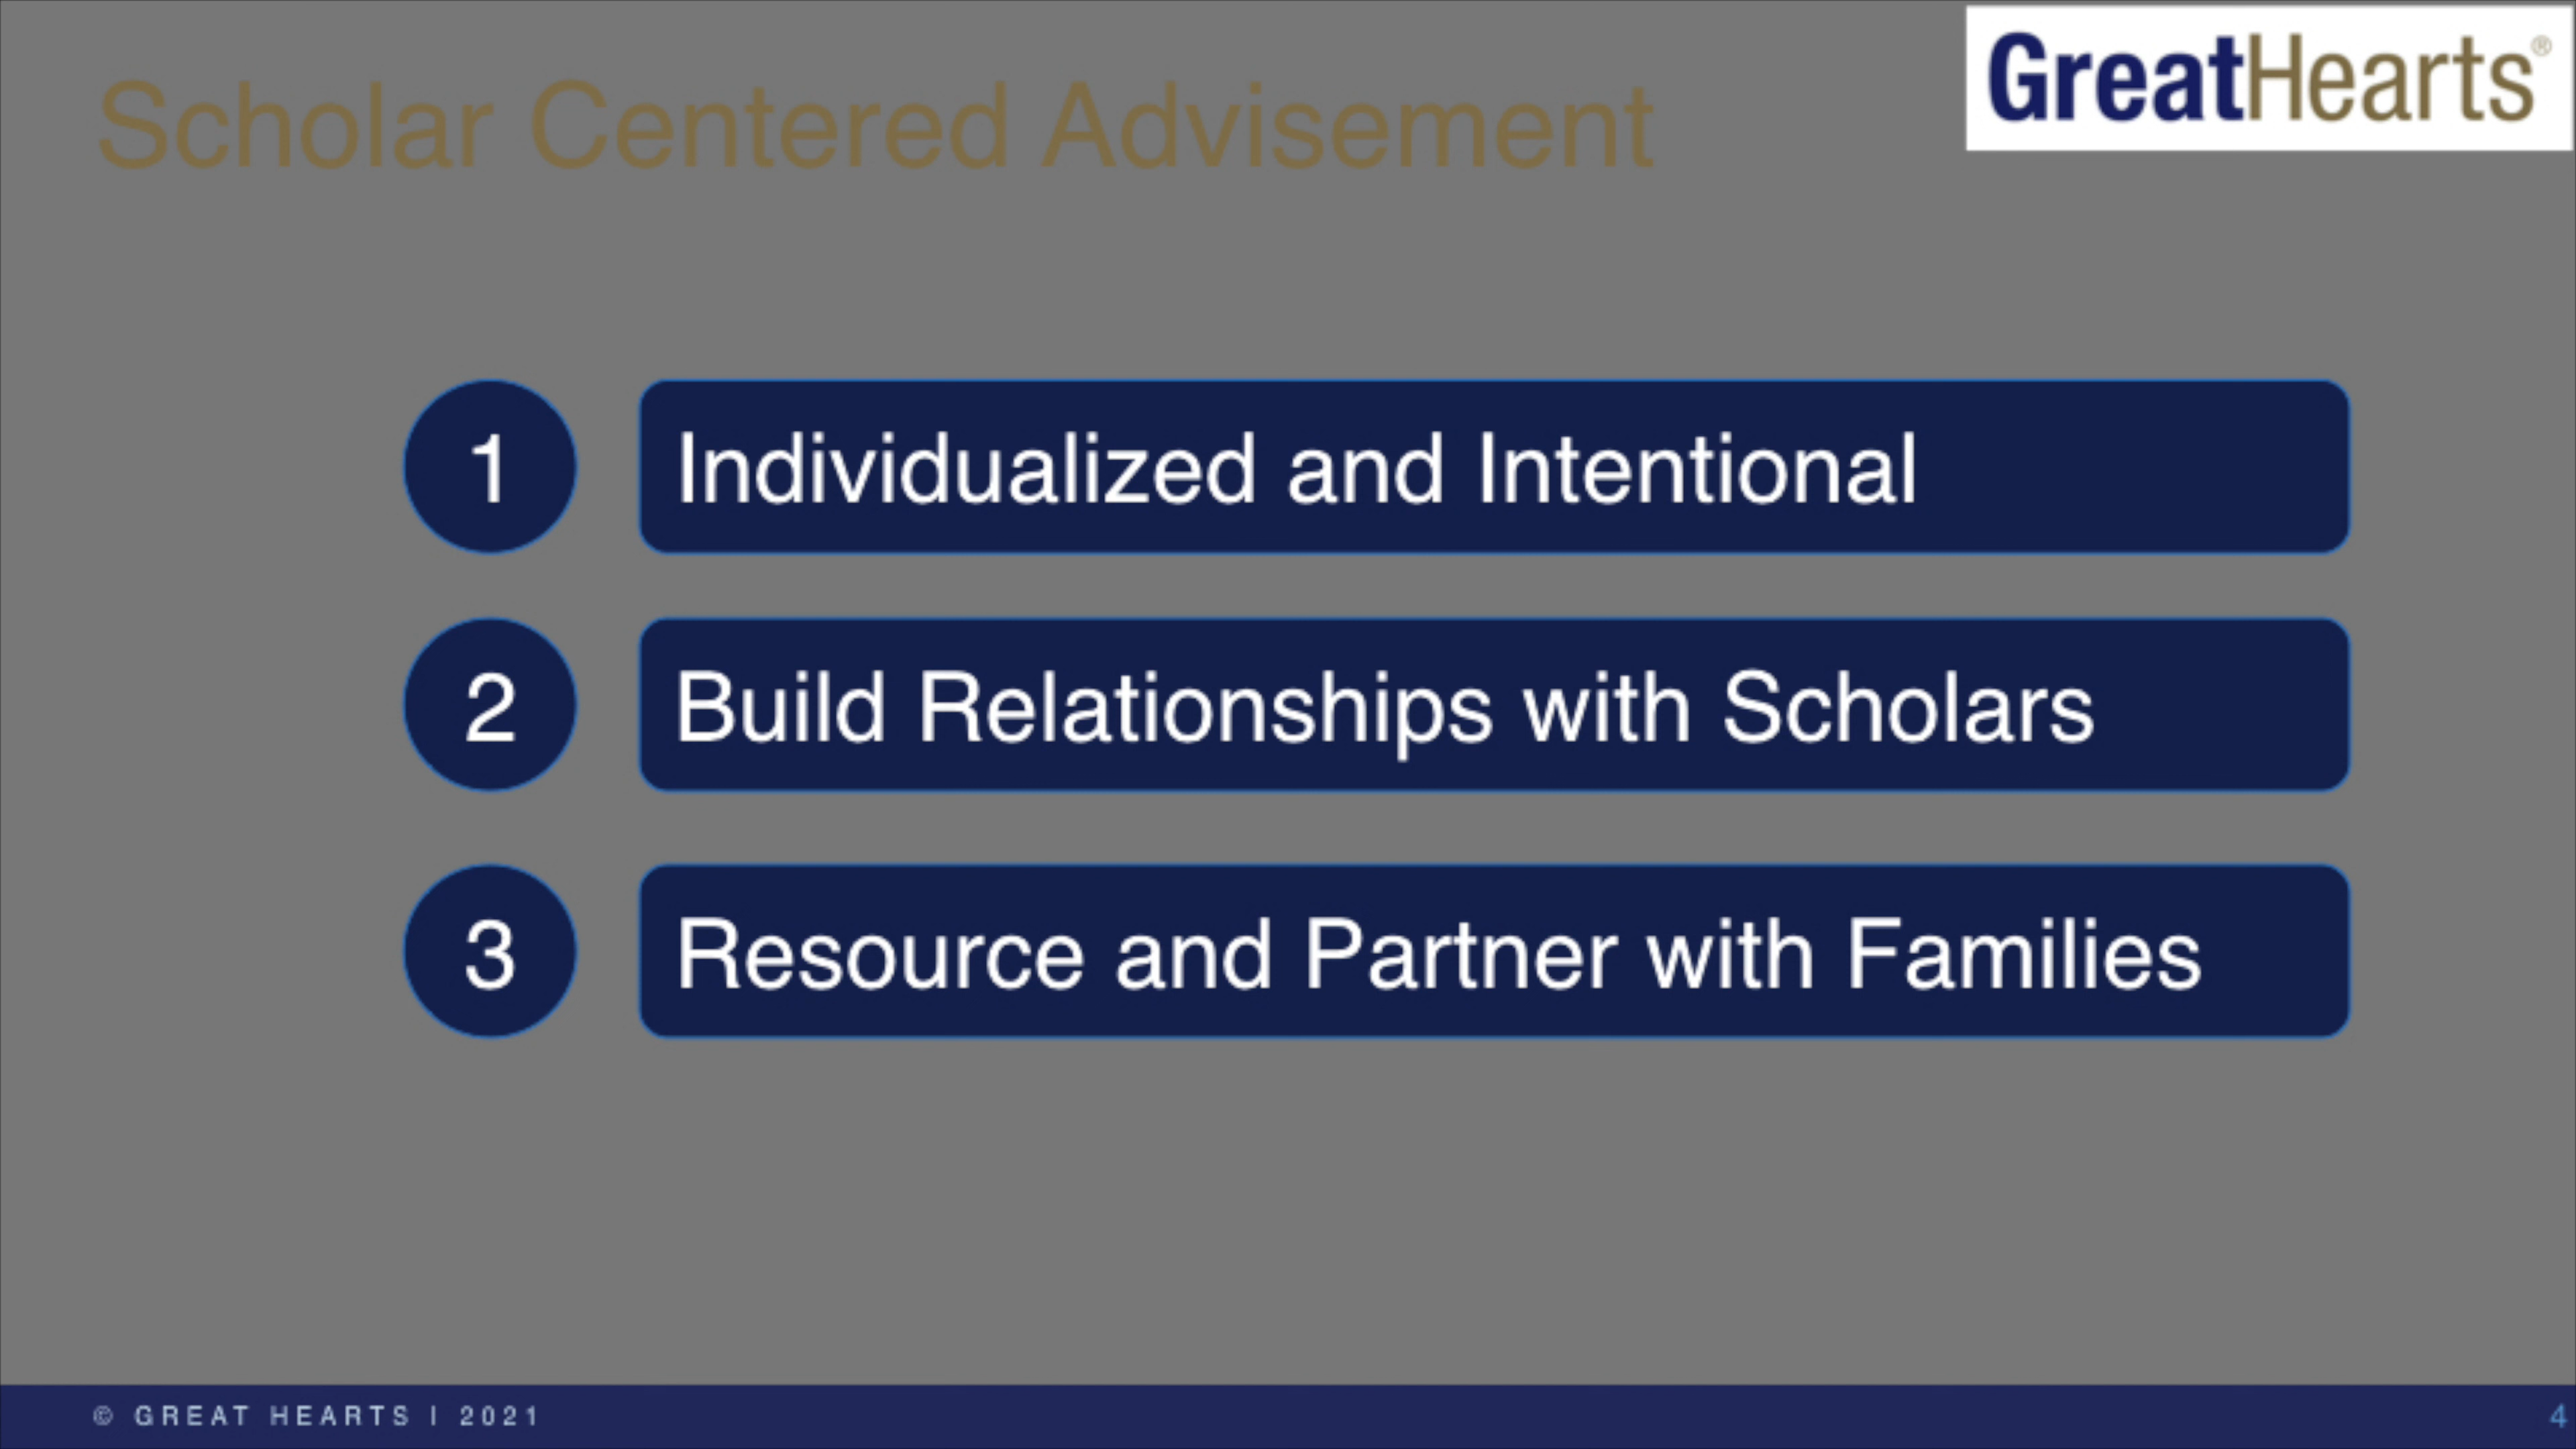 Scholar Centered Advisement
GreatHearts®
1 Individualized and Intentional
2 Build Relationships with Scholars
3 Resource and Partner with Families
© GREAT HEARTS | 2021
4